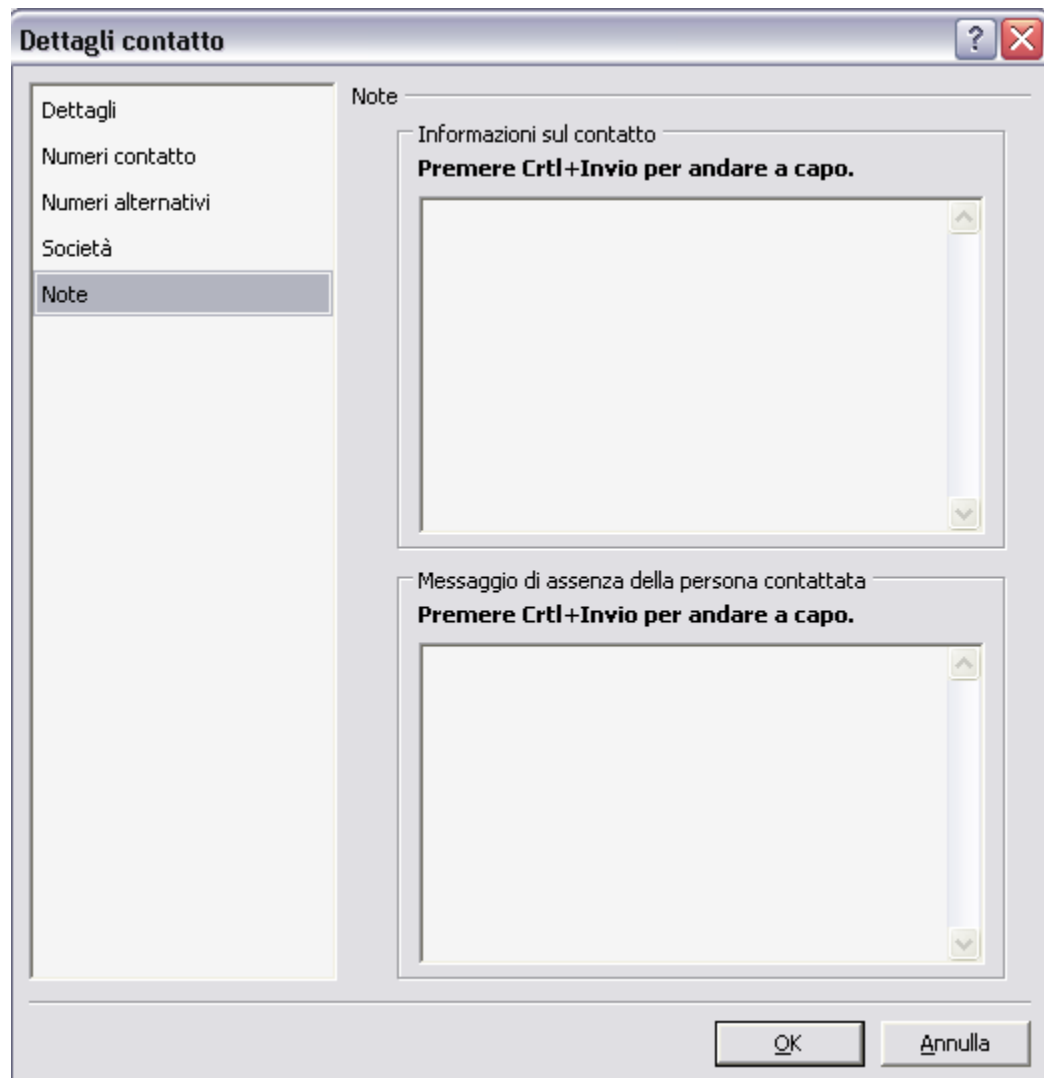 Dettagli contatto
Dettagli
Numeri contatto
Numeri alternativi
Società
Note
Note
Informazioni sul contatto
Premere Crtl+Invio per andare a capo.
Messaggio di assenza della persona contattata
Premere Crtl+Invio per andare a capo.
OK
Annulla